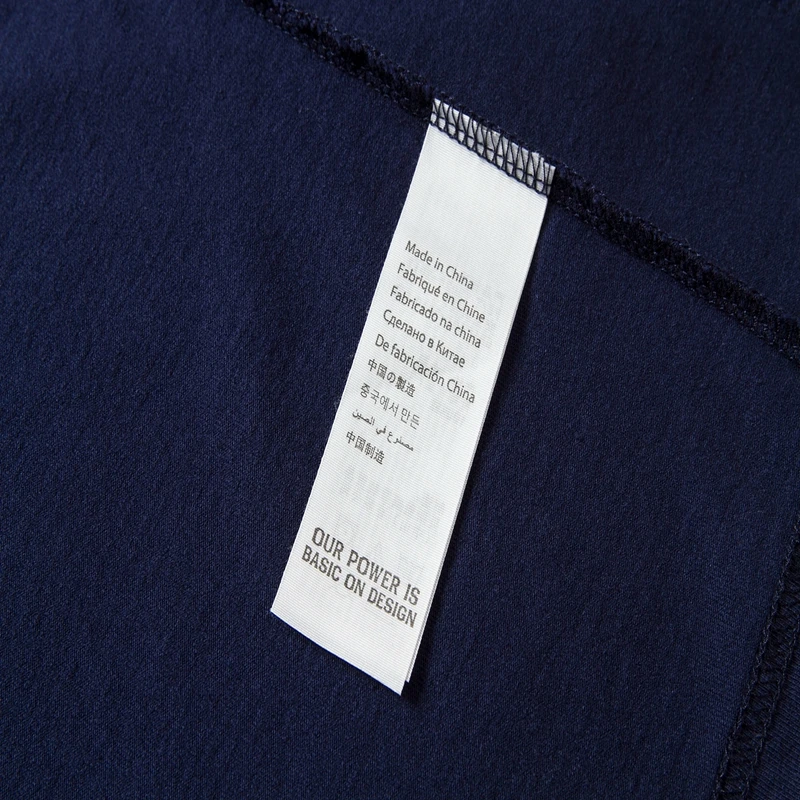 Made in China
Fabriqué en Chine
Fabricado na china
Сделано в Китае
De fabricación China
中国の製造
중국에서 만든
مصنوع في الصين
中国制造
OUR POWER IS
BASIC ON DESIGN